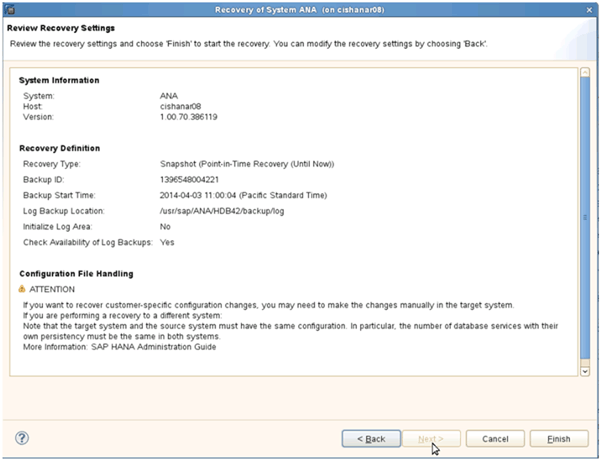 Recovery of System ANA (on cishanar08)
Review Recovery Settings
Review the recovery settings and choose 'Finish' to start the recovery. You can modify the recovery settings by choosing 'Back'.
System Information
System: ANA
Host: cishanar08
Version: 1.00.70.386119
Recovery Definition
Recovery Type: Snapshot (Point-in-Time Recovery (Until Now))
Backup ID: 1396548004221
Backup Start Time: 2014-04-03 11:00:04 (Pacific Standard Time)
Log Backup Location: /usr/sap/ANA/HDB42/backup/log
Initialize Log Area: No
Check Availability of Log Backups: Yes
Configuration File Handling
ATTENTION
If you want to recover customer-specific configuration changes, you may need to make the changes manually in the target system.
If you are performing a recovery to a different system:
Note that the target system and the source system must have the same configuration. In particular, the number of database services with their
own persistency must be the same in both systems.
More Information: SAP HANA Administration Guide
< Back Next > Cancel Finish